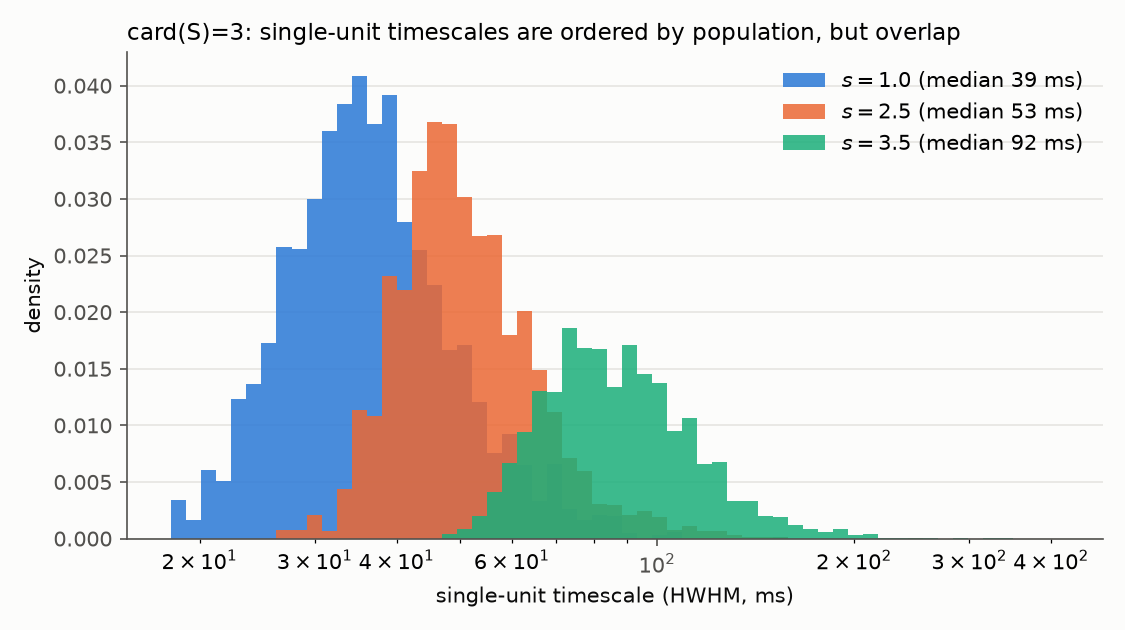 card(S)=3: single-unit timescales are ordered by population, but overlap
s = 1.0 (median 39 ms)
s = 2.5 (median 53 ms)
s = 3.5 (median 92 ms)
density
0.040
0.035
0.030
0.025
0.020
0.015
0.010
0.005
0.000
2 × 10¹ 3 × 10¹ 4 × 10¹ 6 × 10¹ 10² 2 × 10² 3 × 10² 4 × 10²
single-unit timescale (HWHM, ms)